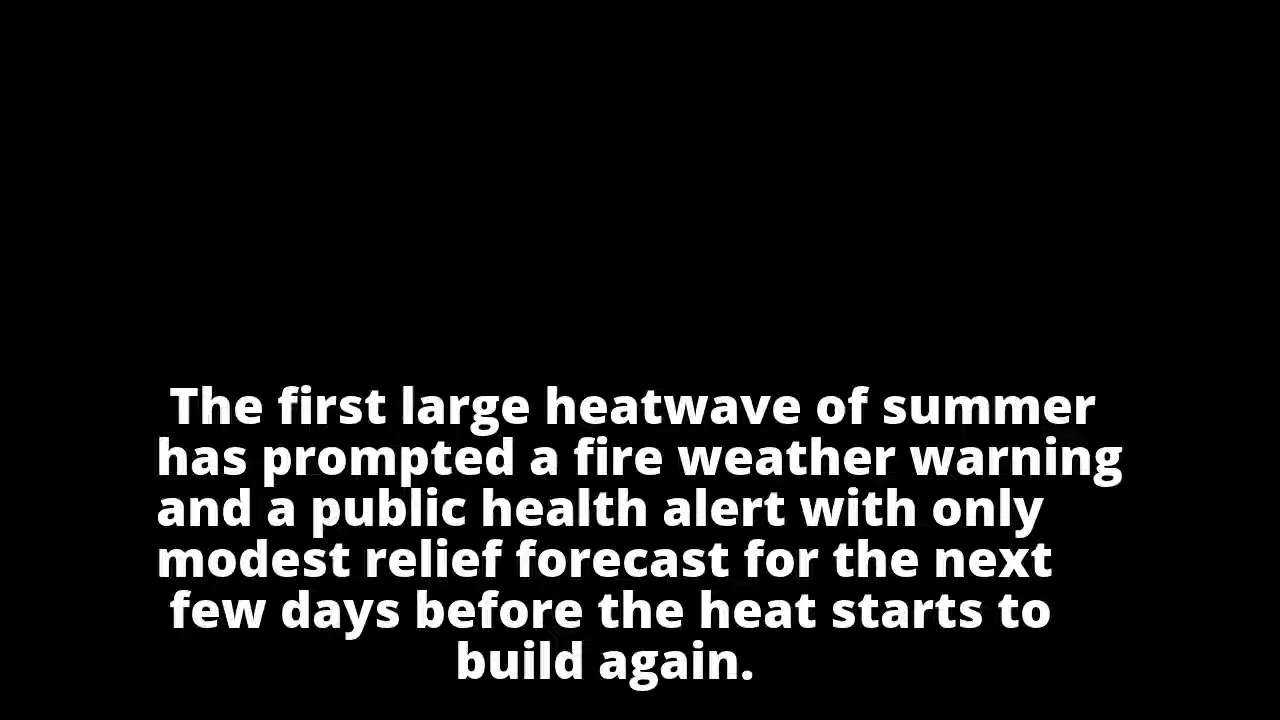 The first large heatwave of summer
has prompted a fire weather warning
and a public health alert with only
modest relief forecast for the next
few days before the heat starts to
build again.